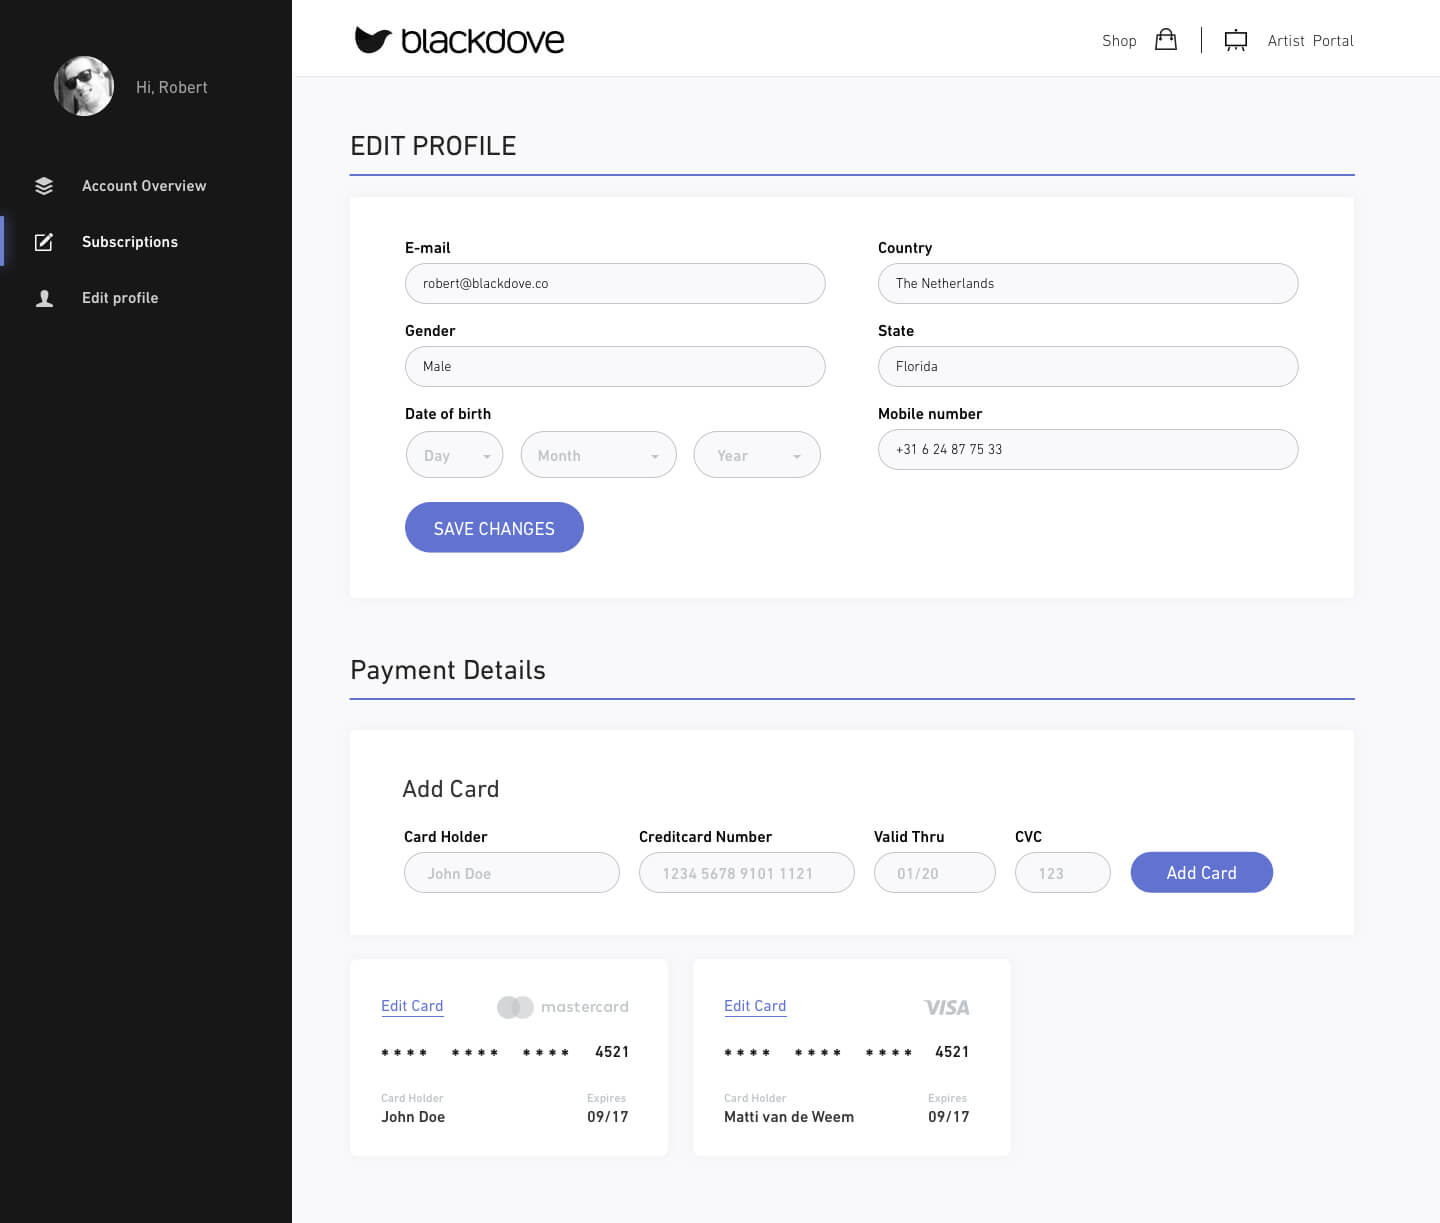 blackdove
Shop
Artist Portal
Hi, Robert
Account Overview
Subscriptions
Edit profile
EDIT PROFILE
E-mail
Country
robert@blackdove.co
The Netherlands
Gender
State
Male
Florida
Date of birth
Mobile number
Day
Month
Year
+31 6 24 87 75 33
SAVE CHANGES
Payment Details
Add Card
Card Holder
Creditcard Number
Valid Thru
CVC
John Doe
1234 5678 9101 1121
01/20
123
Add Card
Edit Card
mastercard
**** **** **** 4521
Card Holder
Expires
John Doe
09/17
Edit Card
VISA
**** **** **** 4521
Card Holder
Expires
Matti van de Weem
09/17